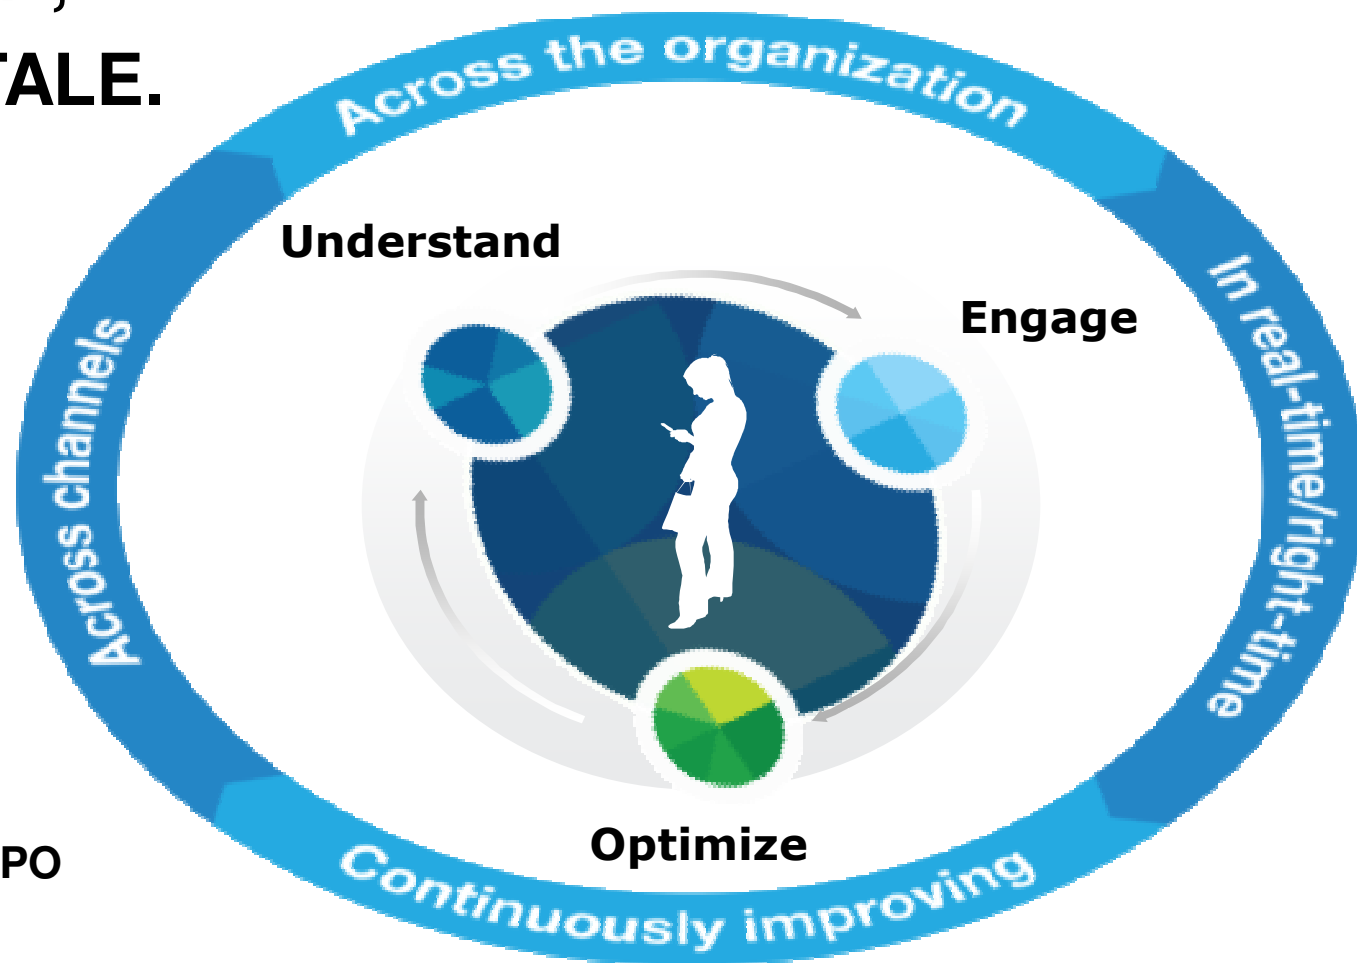 TALE.
Across the organization
Understand
Engage
In real-time/right-time
Across channels
Optimize
PO
Continuously improving